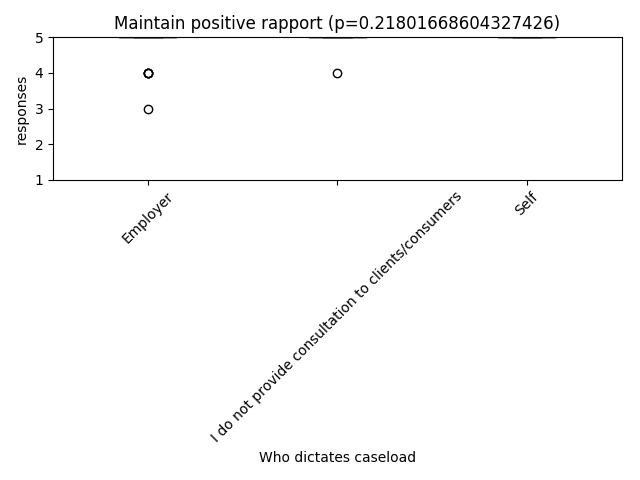 Maintain positive rapport (p=0.21801668604327426)
responses
5
4
3
2
1
Employer
I do not provide consultation to clients/consumers
Self
Who dictates caseload